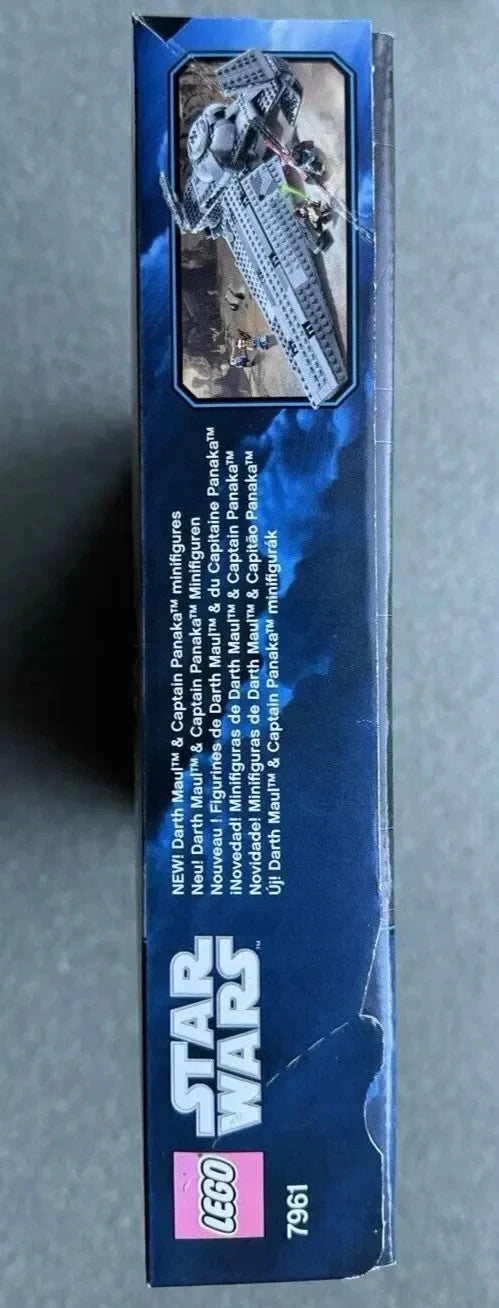 LEGO
STAR
WARS™
7961
NEW! Darth Maul™ & Captain Panaka™ minifigures
Neu! Darth Maul™ & Captain Panaka™ Minifiguren
Nouveau ! Figurines de Darth Maul™ & du Capitaine Panaka™
¡Novedad! Minifiguras de Darth Maul™ & Captain Panaka™
Novidade! Minifiguras de Darth Maul™ & Capitão Panaka™
Új! Darth Maul™ & Captain Panaka™ minifigurák